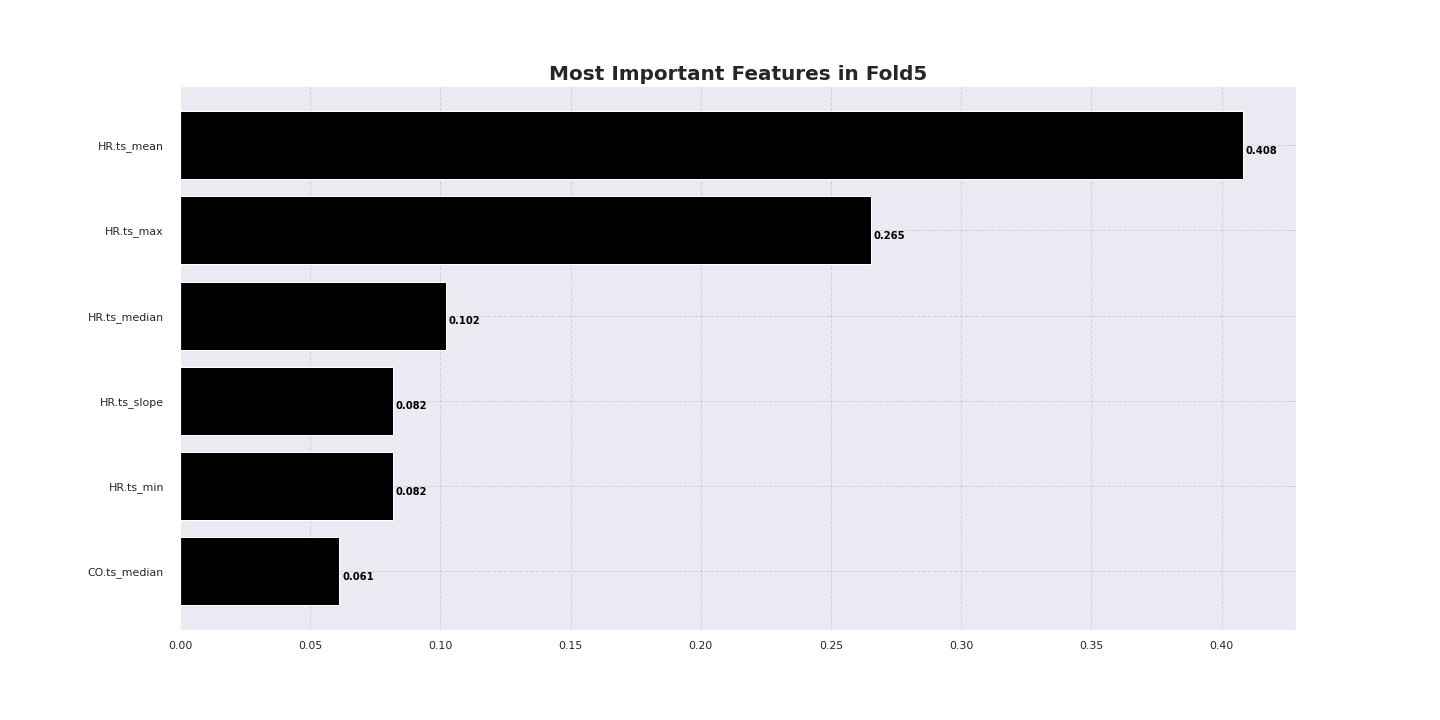 Most Important Features in Fold5
HR.ts_mean
0.408
HR.ts_max
0.265
HR.ts_median
0.102
HR.ts_slope
0.082
HR.ts_min
0.082
CO.ts_median
0.061
0.00 0.05 0.10 0.15 0.20 0.25 0.30 0.35 0.40